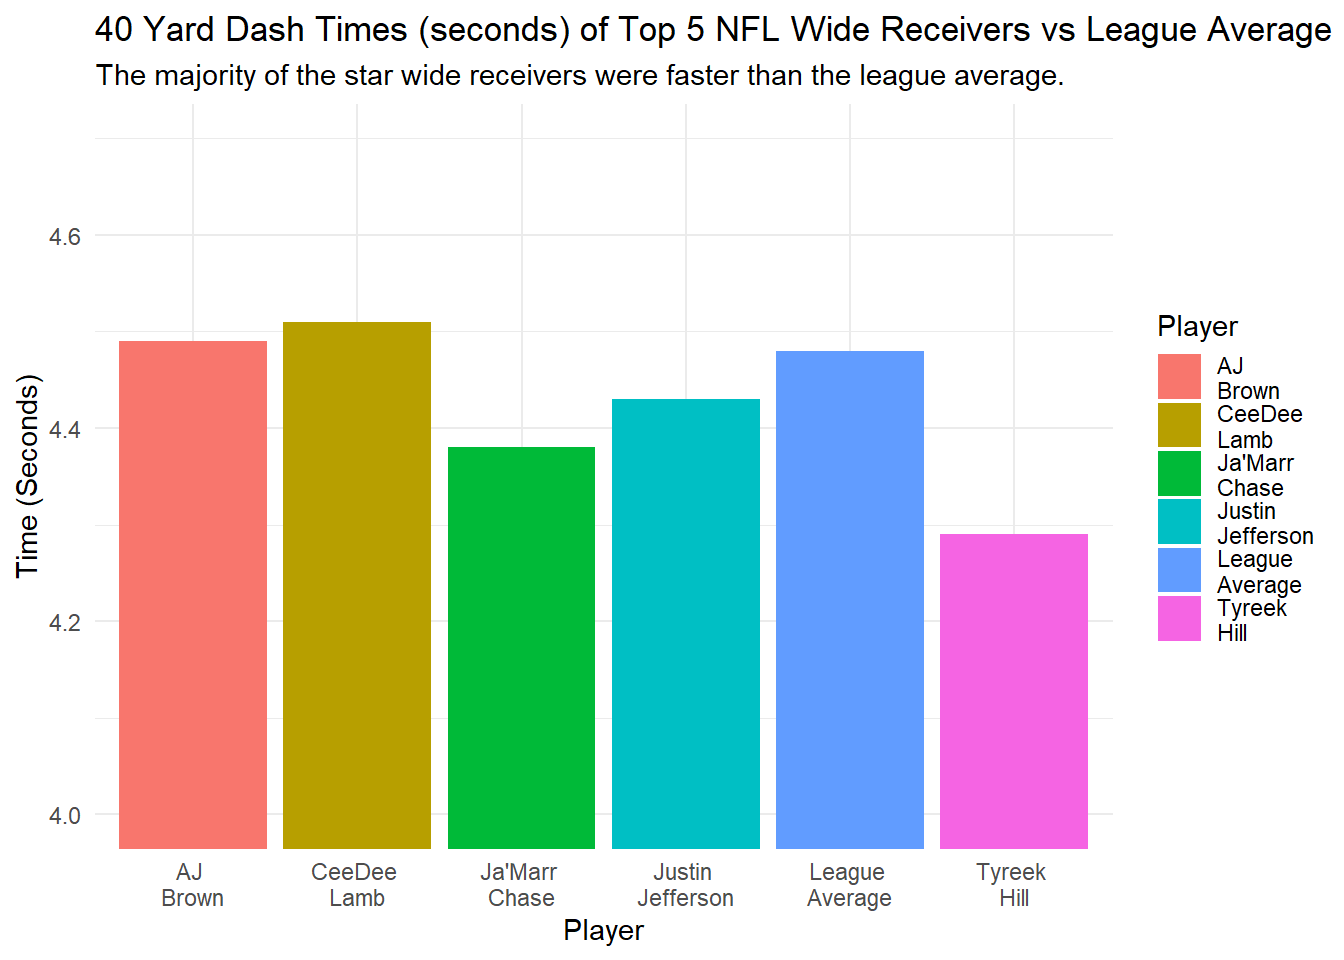 40 Yard Dash Times (seconds) of Top 5 NFL Wide Receivers vs League Average
The majority of the star wide receivers were faster than the league average.
Time (Seconds)
4.6
4.4
4.2
4.0
AJ
Brown
CeeDee
Lamb
Ja'Marr
Chase
Justin
Jefferson
League
Average
Tyreek
Hill
Player
Player
AJ
Brown
CeeDee
Lamb
Ja'Marr
Chase
Justin
Jefferson
League
Average
Tyreek
Hill